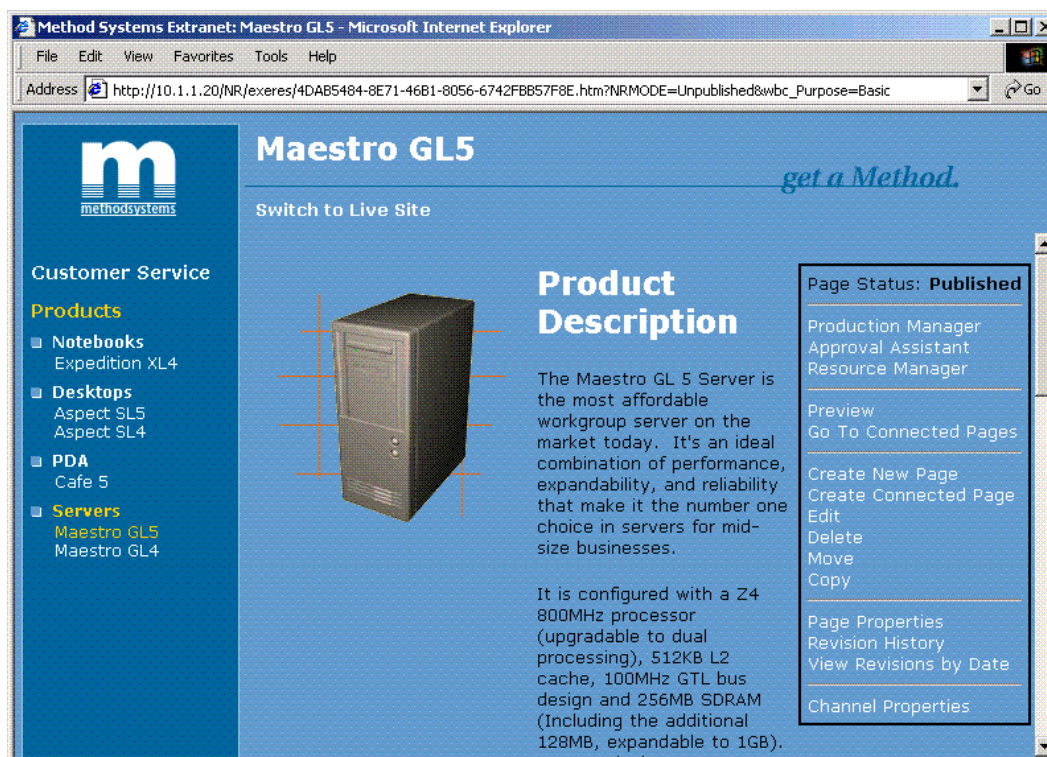 Method Systems Extranet: Maestro GL5 - Microsoft Internet Explorer
File Edit View Favorites Tools Help
Address http://10.1.1.20/NR/exeres/4DAB5484-8E71-46B1-8056-6742FBB57F8E.htm?NRMODE=Unpublished&wbc_Purpose=Basic Go
m
methodsystems
Maestro GL5
get a Method.
Switch to Live Site
Customer Service
Products
Notebooks
Expedition XL4
Desktops
Aspect SL5
Aspect SL4
PDA
Cafe 5
Servers
Maestro GL5
Maestro GL4
Product
Description
The Maestro GL 5 Server is
the most affordable
workgroup server on the
market today. It's an ideal
combination of performance,
expandability, and reliability
that make it the number one
choice in servers for mid-
size businesses.
It is configured with a Z4
800MHz processor
(upgradable to dual
processing), 512KB L2
cache, 100MHz GTL bus
design and 256MB SDRAM
(Including the additional
128MB, expandable to 1GB).
Page Status: Published
Production Manager
Approval Assistant
Resource Manager
Preview
Go To Connected Pages
Create New Page
Create Connected Page
Edit
Delete
Move
Copy
Page Properties
Revision History
View Revisions by Date
Channel Properties